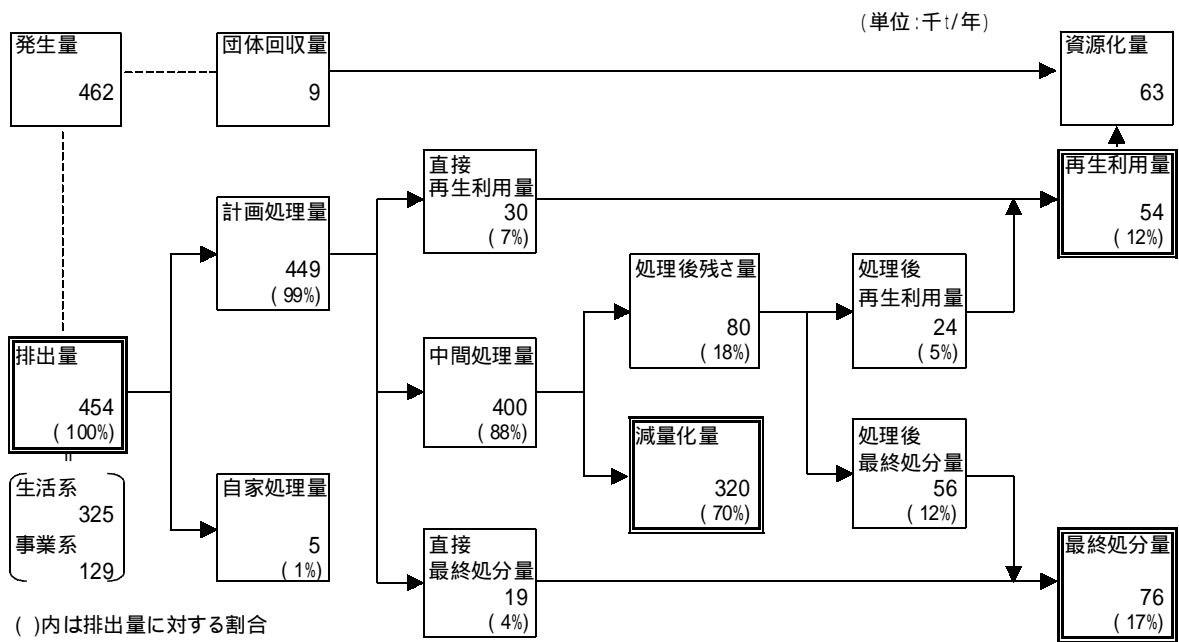 (単位:千t/年)
発生量
462
団体回収量
9
資源化量
63
直接
再生利用量
30
(7%)
再生利用量
54
(12%)
計画処理量
449
(99%)
処理後残さ量
80
(18%)
処理後
再生利用量
24
(5%)
排出量
454
(100%)
中間処理量
400
(88%)
減量化量
320
(70%)
処理後
最終処分量
56
(12%)
生活系
325
事業系
129
自家処理量
5
(1%)
直接
最終処分量
19
(4%)
最終処分量
76
(17%)
( )内は排出量に対する割合